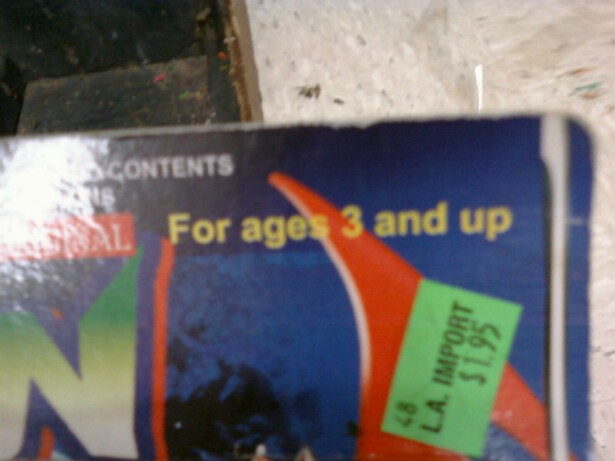 CONTENTS
For ages 3 and up
N
48
L.A. IMPORT
$1.95